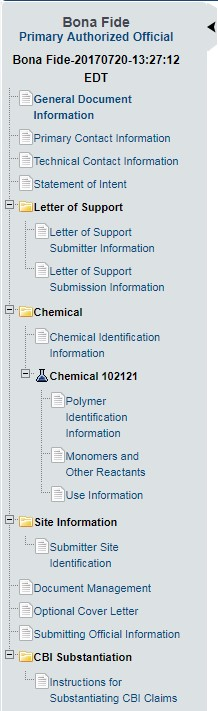 Bona Fide
Primary Authorized Official
Bona Fide-20170720-13:27:12
EDT
General Document
Information
Primary Contact Information
Technical Contact Information
Statement of Intent
Letter of Support
Letter of Support
Submitter Information
Letter of Support
Submission Information
Chemical
Chemical Identification
Information
Chemical 102121
Polymer
Identification
Information
Monomers and
Other Reactants
Use Information
Site Information
Submitter Site
Identification
Document Management
Optional Cover Letter
Submitting Official Information
CBI Substantiation
Instructions for
Substantiating CBI Claims